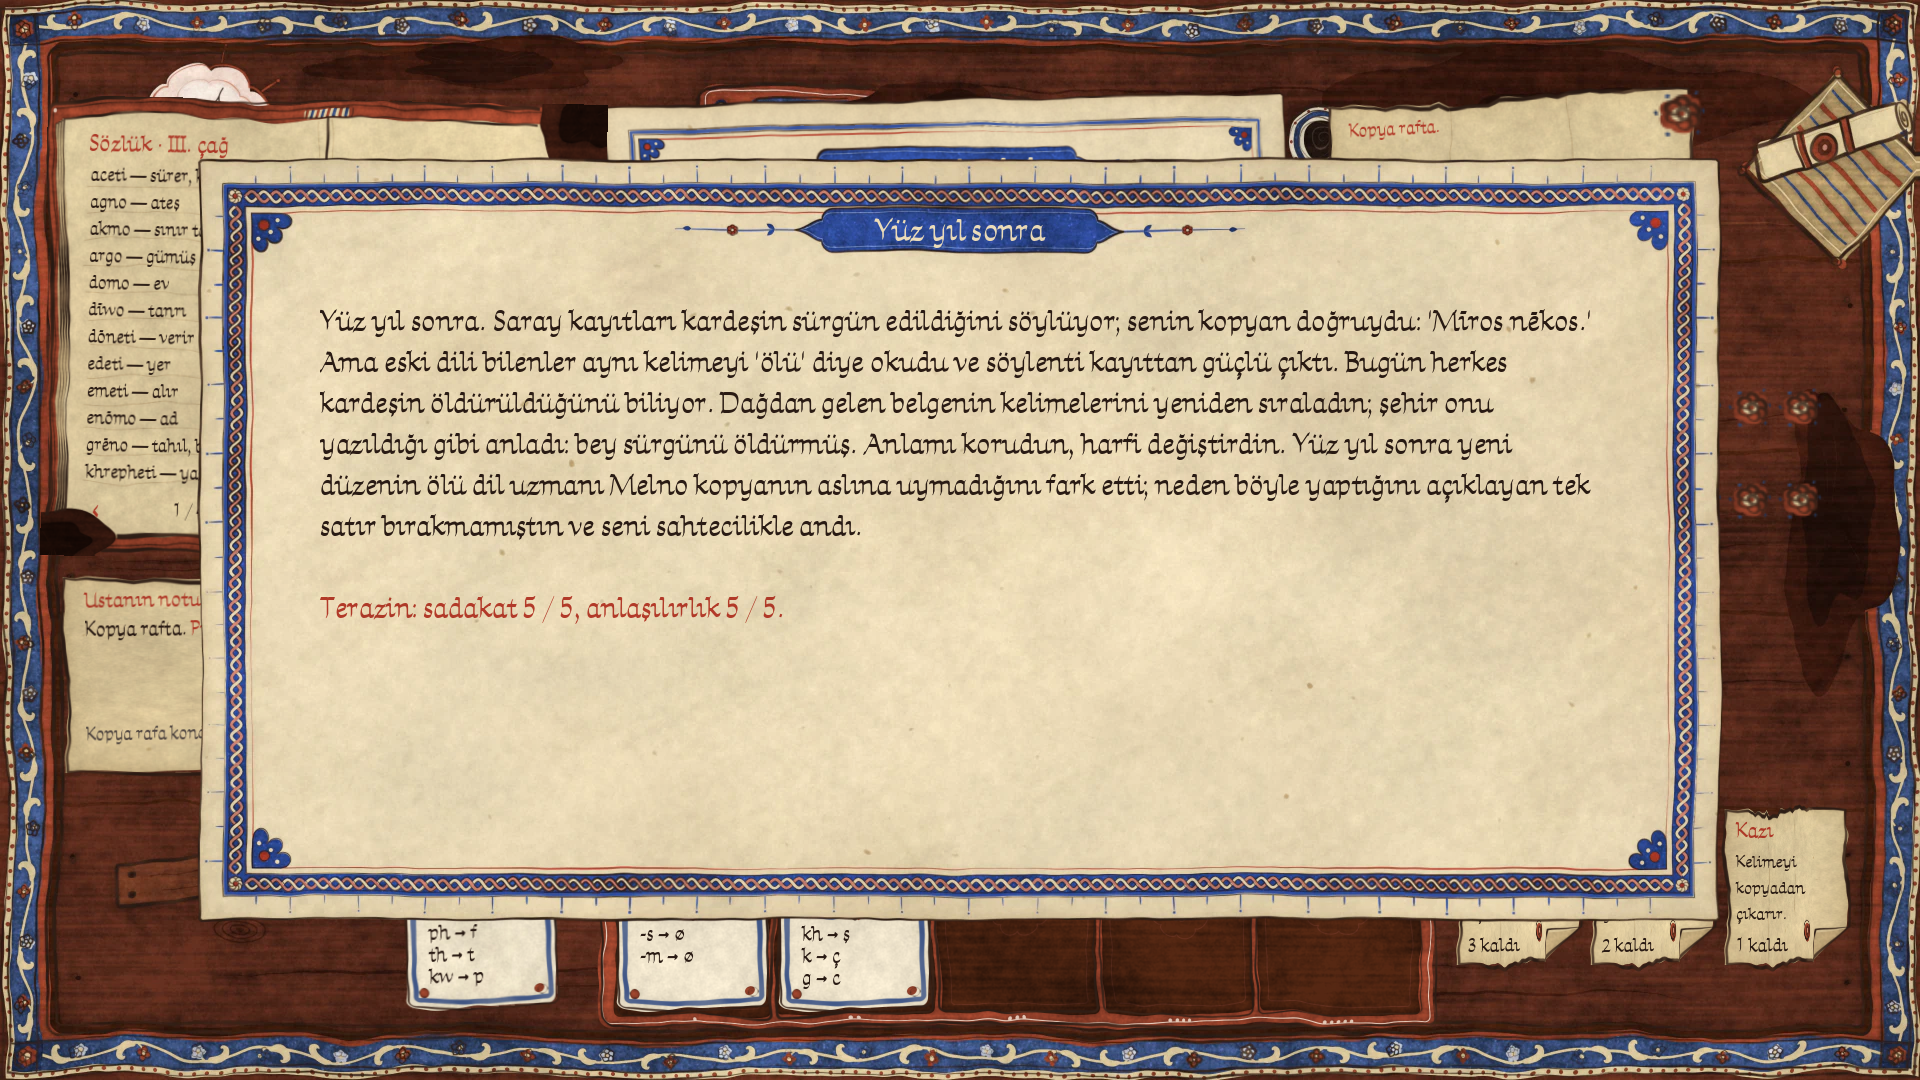 Sözlük · III. çağ
aceti — sürer,
agno — ateş
akmo — sınır
argo — gümüş
domo — ev
dīwo — tanrı
dōneti — verir
edeti — yer
emeti — alır
enōmo — ad
grēno — tahıl,
khrepheti —
1 /
Ustanın notu
Kopya rafta.
Kopya rafa
Kopya rafta.
Yüz yıl sonra
Yüz yıl sonra. Saray kayıtları kardeşin sürgün edildiğini söylüyor; senin kopyan doğruydu: 'Mīros nēkos.'
Ama eski dili bilenler aynı kelimeyi 'ölü' diye okudu ve söylenti kayıttan güçlü çıktı. Bugün herkes
kardeşin öldürüldüğünü biliyor. Dağdan gelen belgenin kelimelerini yeniden sıraladın; şehir onu
yazıldığı gibi anladı: bey sürgünü öldürmüş. Anlamı korudun, harfi değiştirdin. Yüz yıl sonra yeni
düzenin ölü dil uzmanı Melno kopyanın aslına uymadığını fark etti; neden böyle yaptığını açıklayan tek
satır bırakmamıştın ve seni sahtecilikle andı.
Terazin: sadakat 5 / 5, anlaşılırlık 5 / 5.
ph → f
th → t
kw → p
-s → ø
-m → ø
kh → ş
k → ç
g → c
3 kaldı
2 kaldı
Kazı
Kelimeyi
kopyadan
çıkarır.
1 kaldı